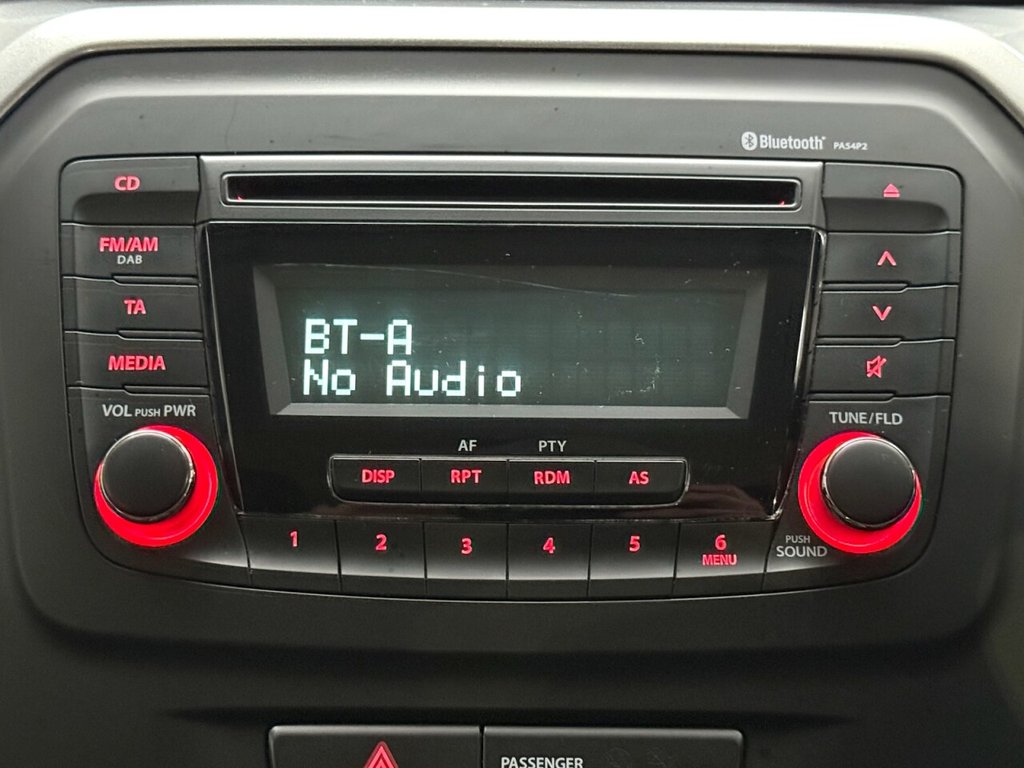 Bluetooth PA54P2
CD
FM/AM
DAB
TA
MEDIA
VOL PUSH PWR
BT-A
No Audio
AF PTY
DISP RPT RDM AS
1 2 3 4 5 6
MENU
TUNE/FLD
PUSH
SOUND
PASSENGER